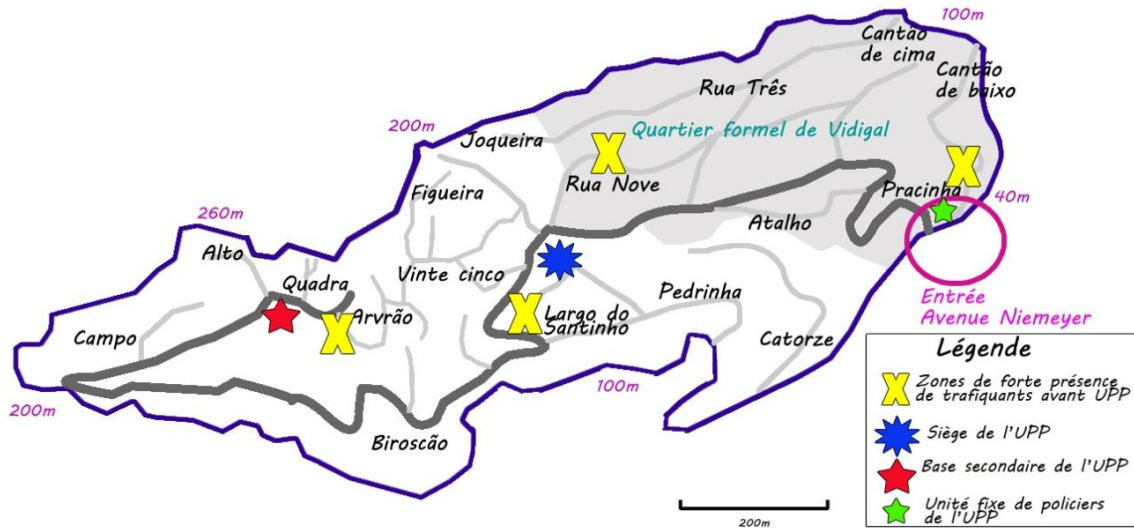 100m
Cantão
de cima
Cantão
de baixo
Rua Três
200m
Joqueira
Quartier formel de Vidigal
Figueira
Rua Nove
Pracinha
40m
260m
Atalho
Alto
Quadra
Vinte cinco
Pedrinha
Entrée
Avenue Niemeyer
Arvrão
Largo do
Santinho
Campo
Catorze
200m
100m
Biroscão
Légende
Zones de forte présence
de trafiquants avant UPP
Siège de l'UPP
Base secondaire de l'UPP
Unité fixe de policiers
de l'UPP
200m